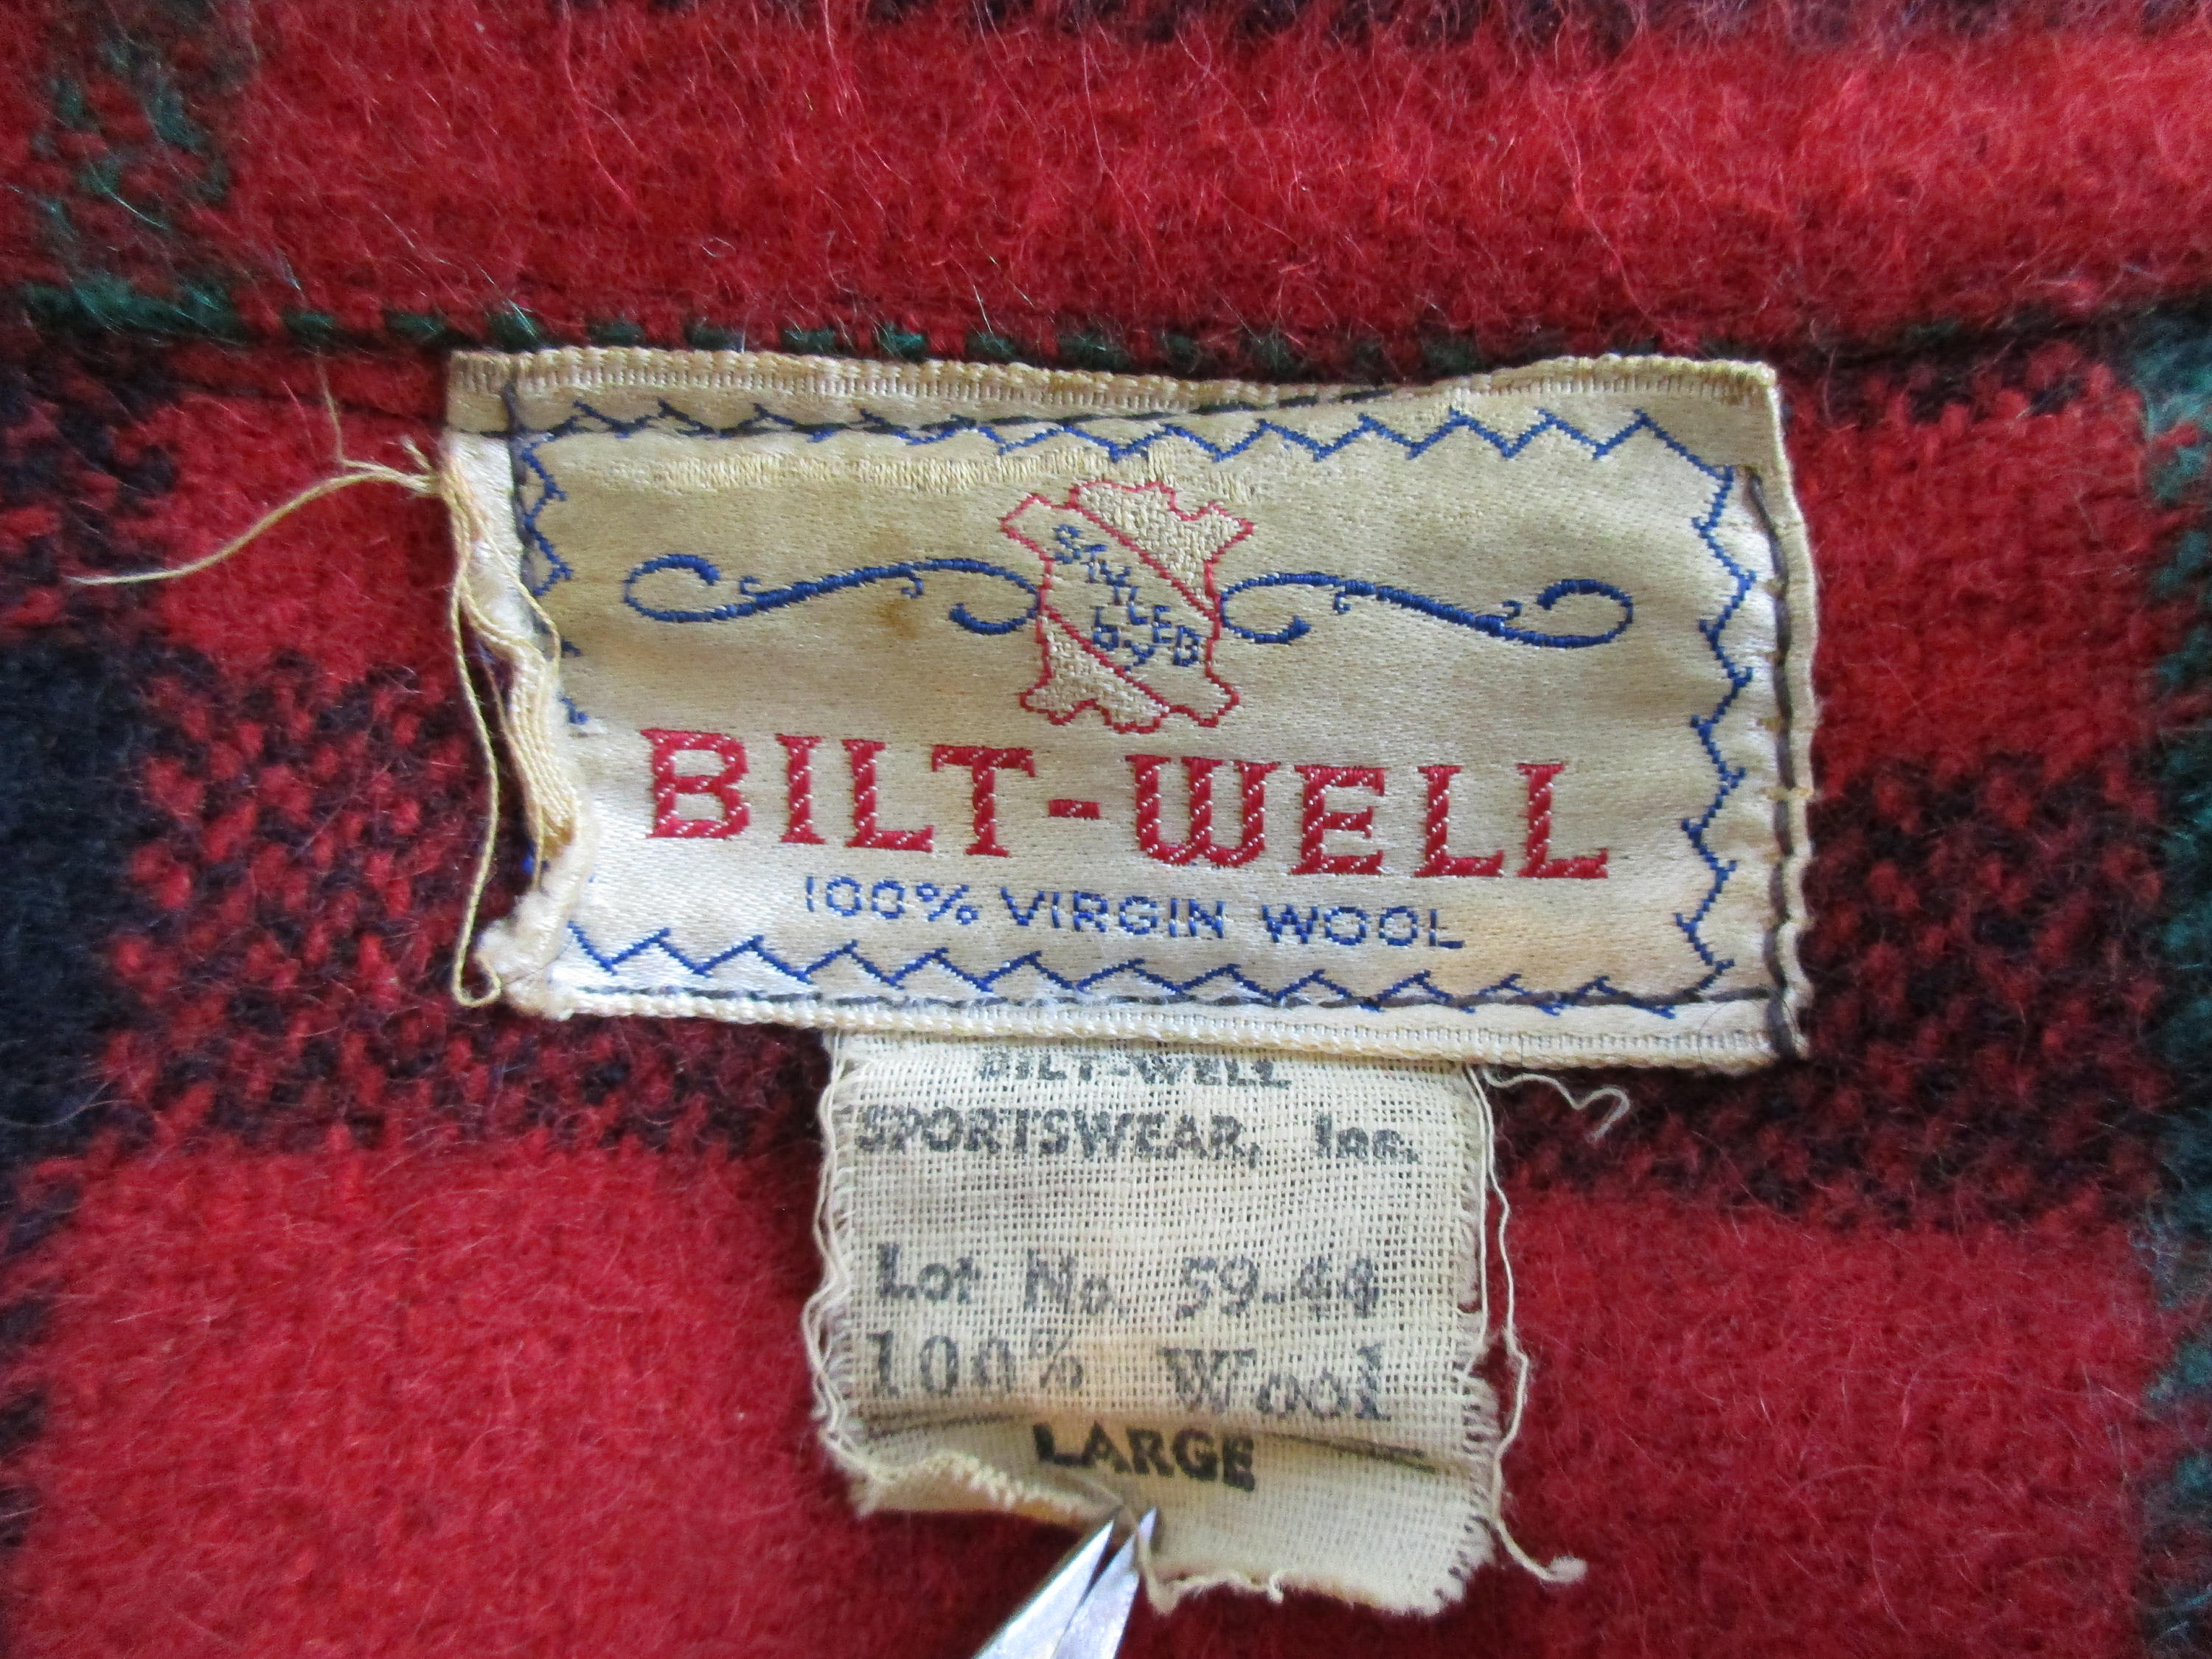 STYLED
by
BILT-WELL
100% VIRGIN WOOL
BILT-WELL
SPORTSWEAR, Inc.
Lot No. 59-44
100% Wool
LARGE